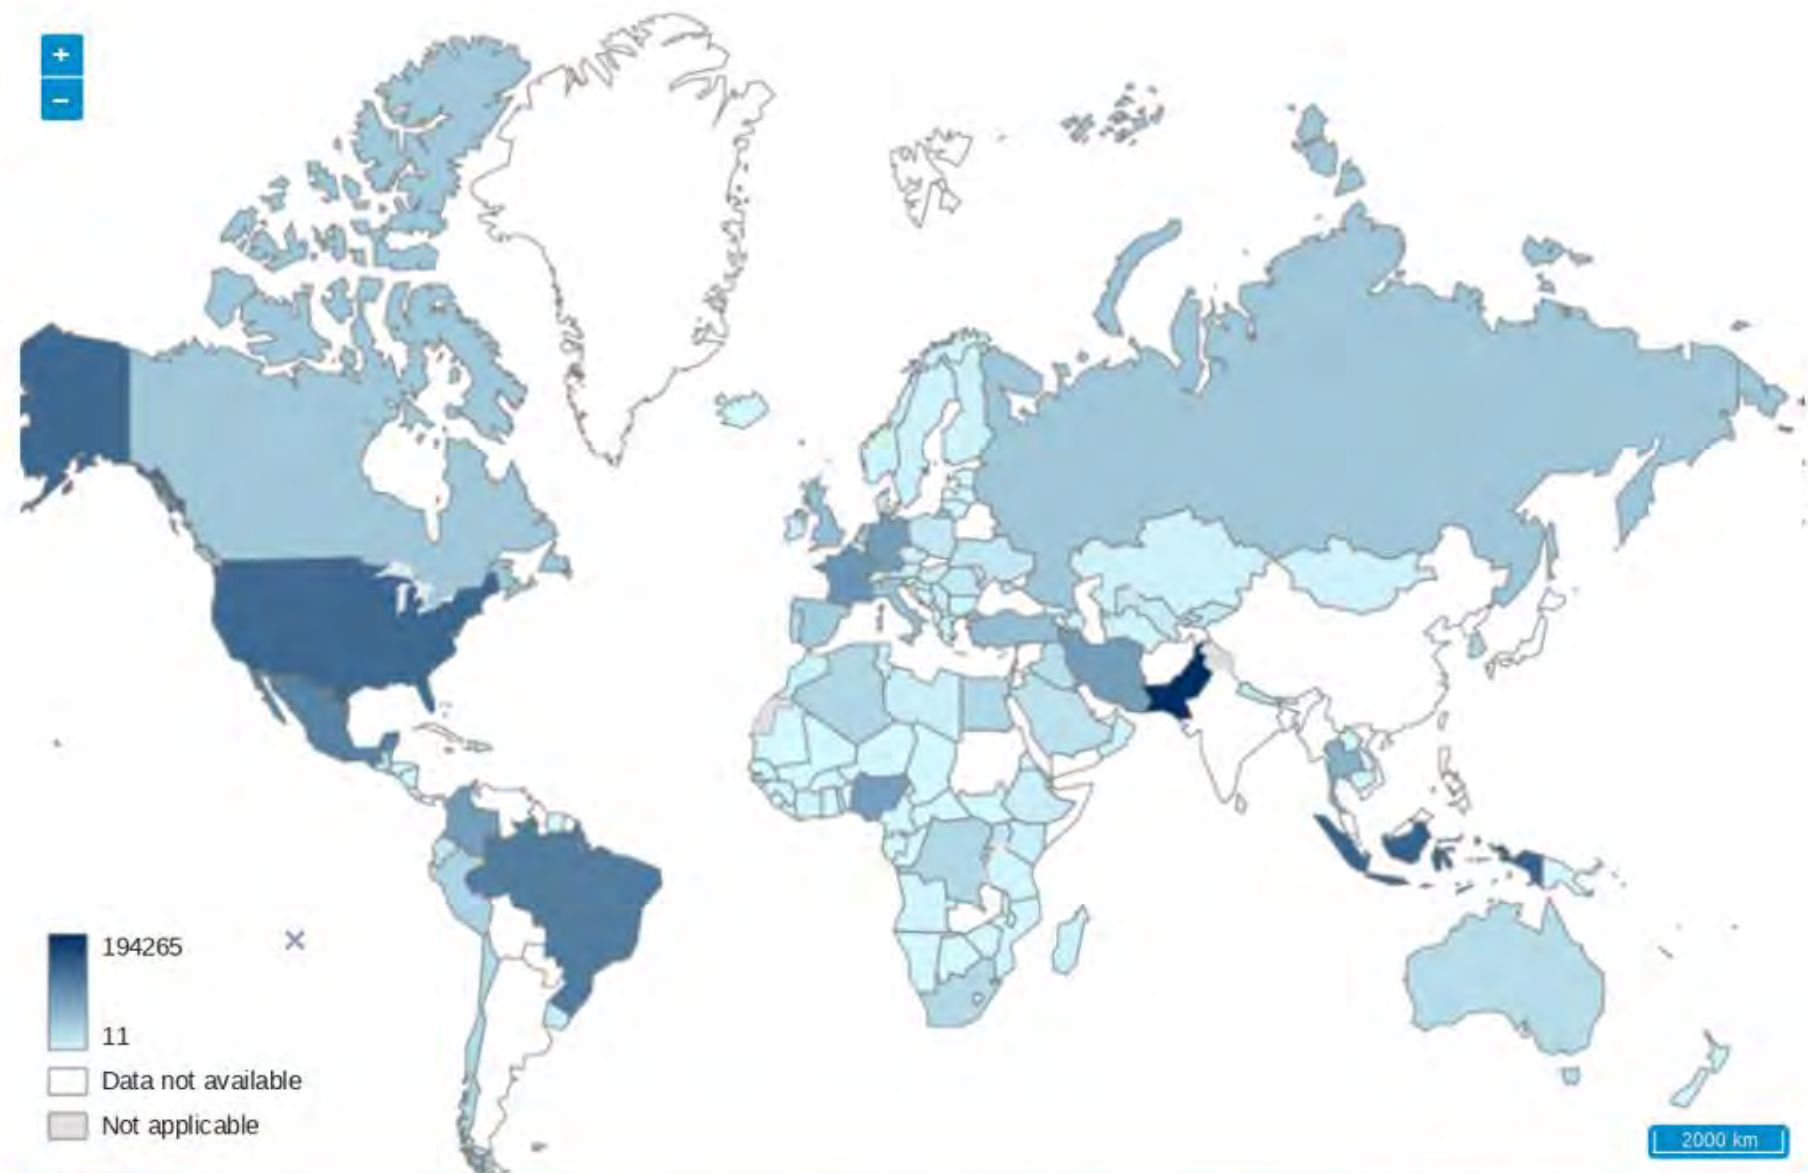 +
−
194265
11
Data not available
Not applicable
2000 km